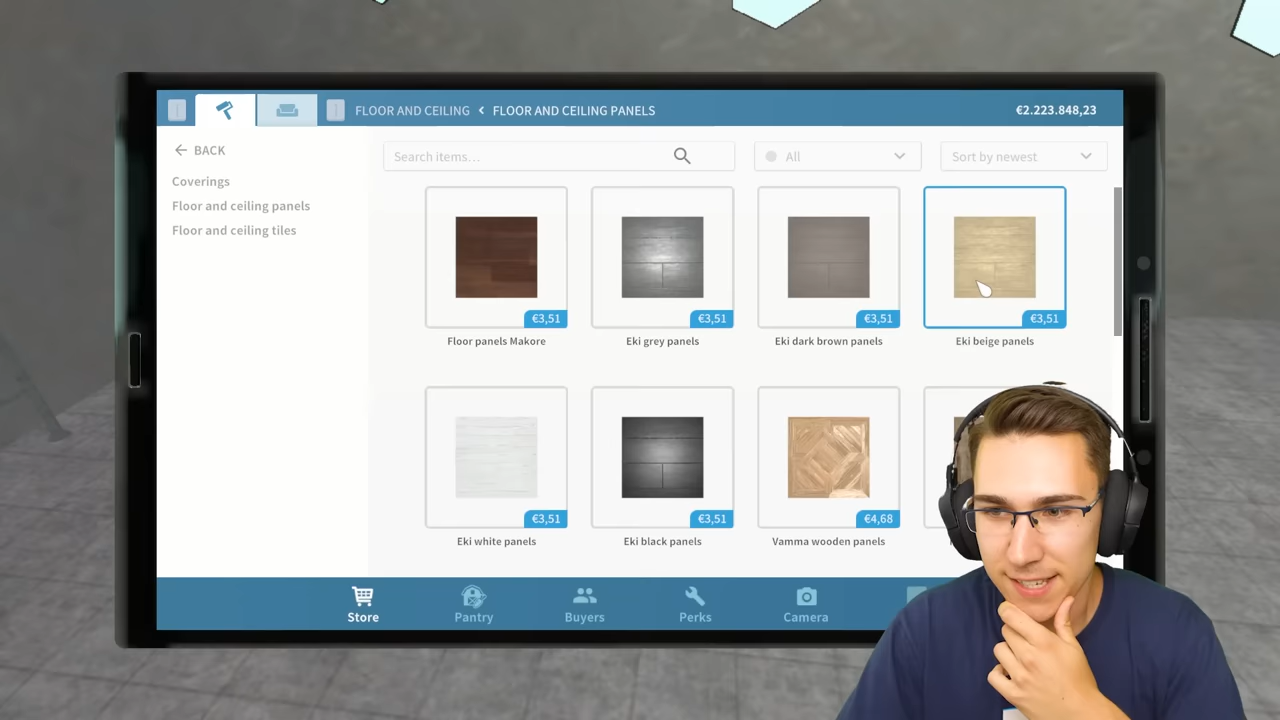 FLOOR AND CEILING < FLOOR AND CEILING PANELS
€2.223.848,23
BACK
Coverings
Floor and ceiling panels
Floor and ceiling tiles
Search items...
All
Sort by newest
€3,51
€3,51
€3,51
€3,51
Floor panels Makore
Eki grey panels
Eki dark brown panels
Eki beige panels
€3,51
€3,51
€4,68
Eki white panels
Eki black panels
Vamma wooden panels
Store
Pantry
Buyers
Perks
Camera